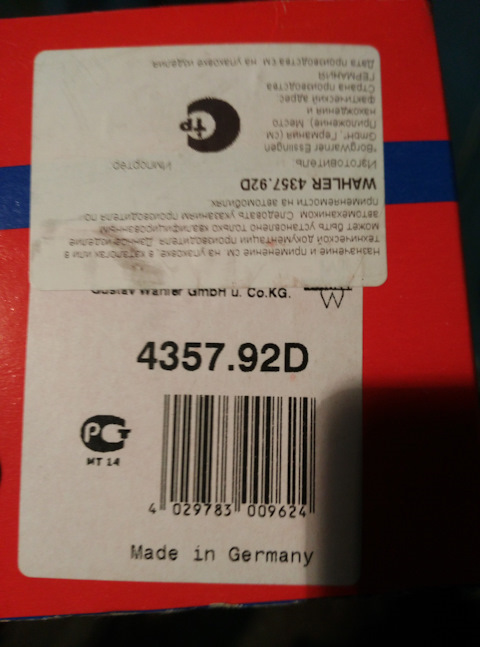 Назначение и применение см на упаковке, в каталогах или в
технической документации производителя. Данное изделие
может быть установлено только квалифицированным
автомехаником. Следовать указаниям производителя по-
применяемости на автомобилях
WAHLER 4357.92D
Изготовитель Импортер
"BorgWarner Esslingen
GmbH", Германия (см
Приложение) Место
нахождения и
фактический адрес
Страна производства
ГЕРМАНИЯ
Дата производства см. на упаковке изделия.
Стр
Gustav Wahler GmbH u. Co.KG.
4357.92D
РСТ
МТ 14
4 029783 009624
Made in Germany